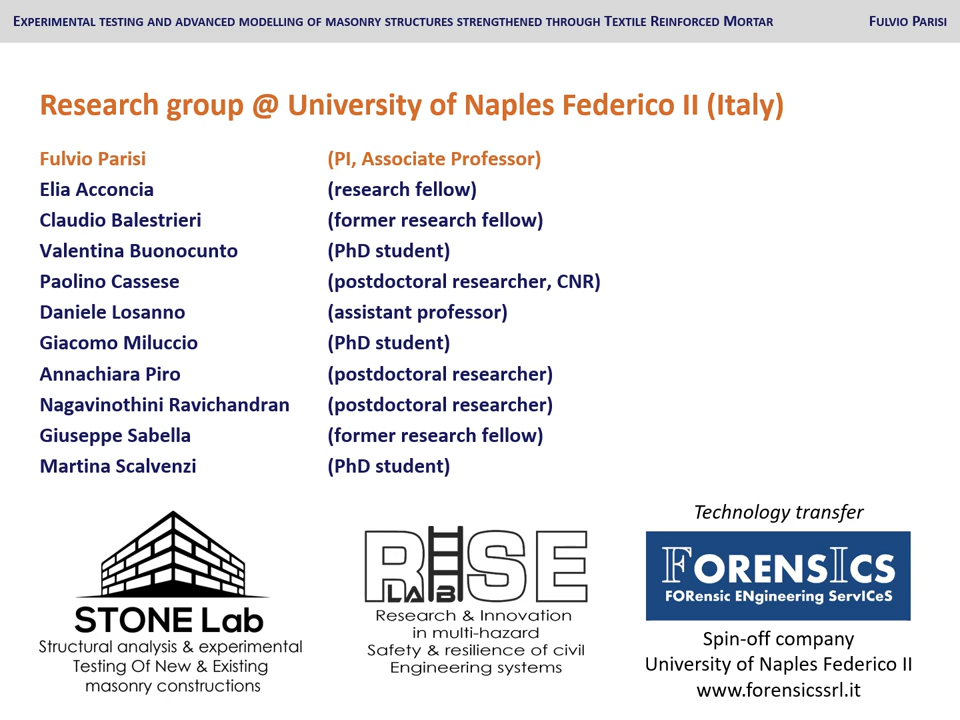 EXPERIMENTAL TESTING AND ADVANCED MODELLING OF MASONRY STRUCTURES STRENGTHENED THROUGH TEXTILE REINFORCED MORTAR FULVIO PARISI
Research group @ University of Naples Federico II (Italy)
Fulvio Parisi (PI, Associate Professor)
Elia Acconcia (research fellow)
Claudio Balestrieri (former research fellow)
Valentina Buonocunto (PhD student)
Paolino Cassese (postdoctoral researcher, CNR)
Daniele Losanno (assistant professor)
Giacomo Miluccio (PhD student)
Annachiara Piro (postdoctoral researcher)
Nagavinothini Ravichandran (postdoctoral researcher)
Giuseppe Sabella (former research fellow)
Martina Scalvenzi (PhD student)
STONE Lab
Structural analysis & experimental
Testing Of New & Existing
masonry constructions
RISE
LAB
Research & Innovation
in multi-hazard
Safety & resilience of civil
Engineering systems
Technology transfer
FORENSICS
FORensic ENgineering ServICeS
Spin-off company
University of Naples Federico II
www.forensicssrl.it